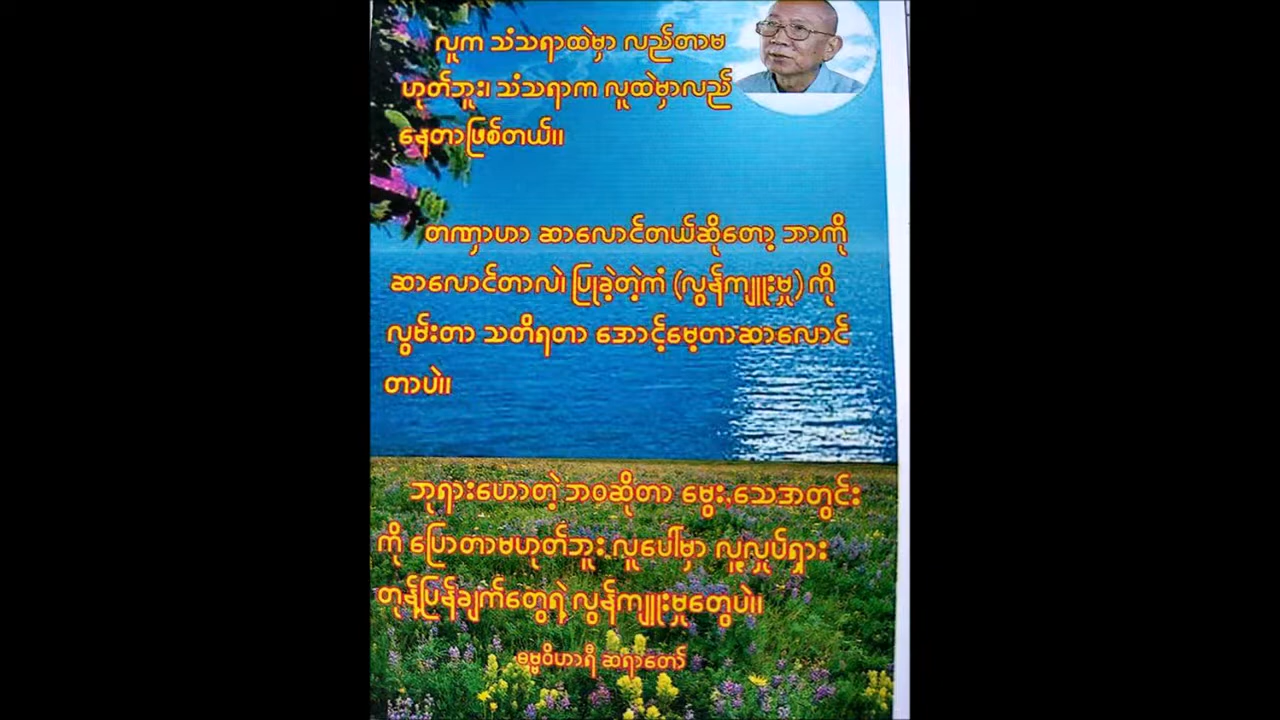 လူက သံသရာထဲမှာ လည်တာမ
ဟုတ်ဘူး၊ သံသရာက လူထဲမှာလည်
နေတာဖြစ်တယ်။
တဏှာဟာ ဆာလောင်တယ်ဆိုတော့ ဘာကို
ဆာလောင်တာလဲ၊ ပြုခဲ့တဲ့ကံ (လွန်ကျူးမှု) ကို
လွမ်းတာ သတိရတာ အောင့်မေ့တာဆာလောင်
တာပဲ။
ဘုရားဟောတဲ့ ဘဝဆိုတာ မွေး,သေအတွင်း
ကို ပြောတာမဟုတ်ဘူး လူပေါ်မှာ လူ့လှုပ်ရှား
တုန့်ပြန်ချက်တွေရဲ့ လွန်ကျူးမှုတွေပဲ။
ဓမ္မဝိဟာရီ ဆရာတော်